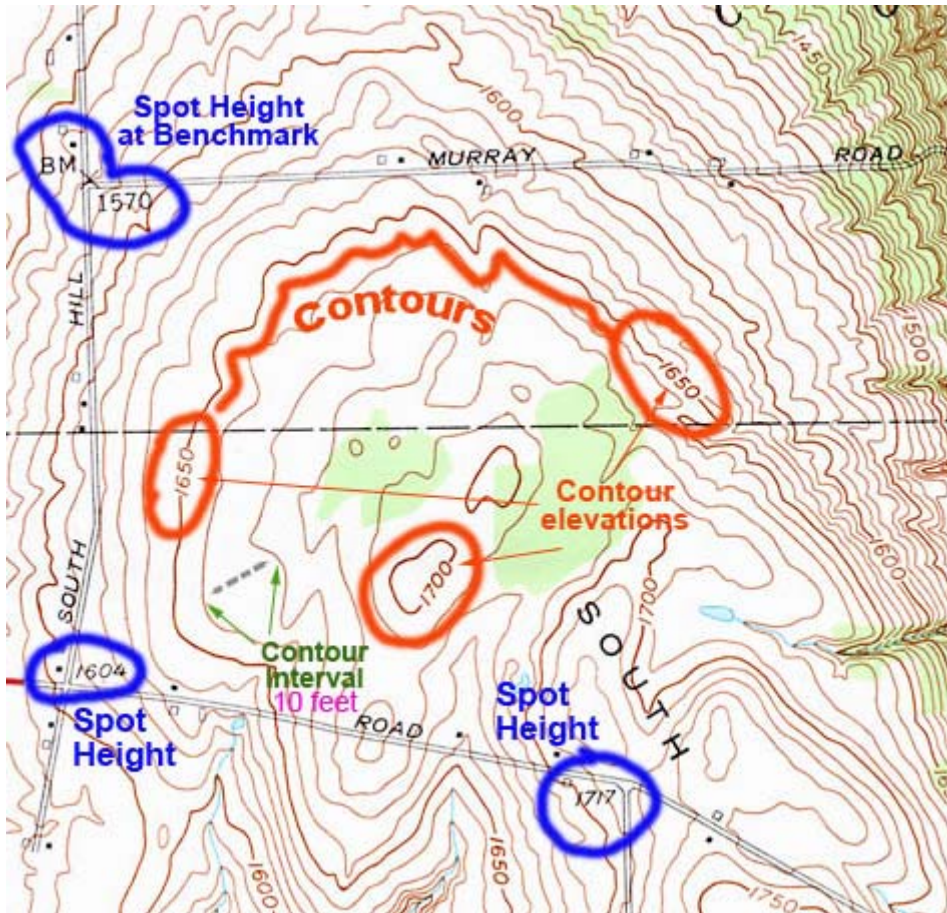 C
1450
1600
Spot Height
at Benchmark
BM
MURRAY
ROAD
1570
HILL
Contours
1500
1650
1650
Contour
elevations
1600
1700
1700
SOUTH
SOUTH
Contour
Interval
10 feet
1604
Spot
Height
ROAD
Spot
Height
1717
1650
1600
1750